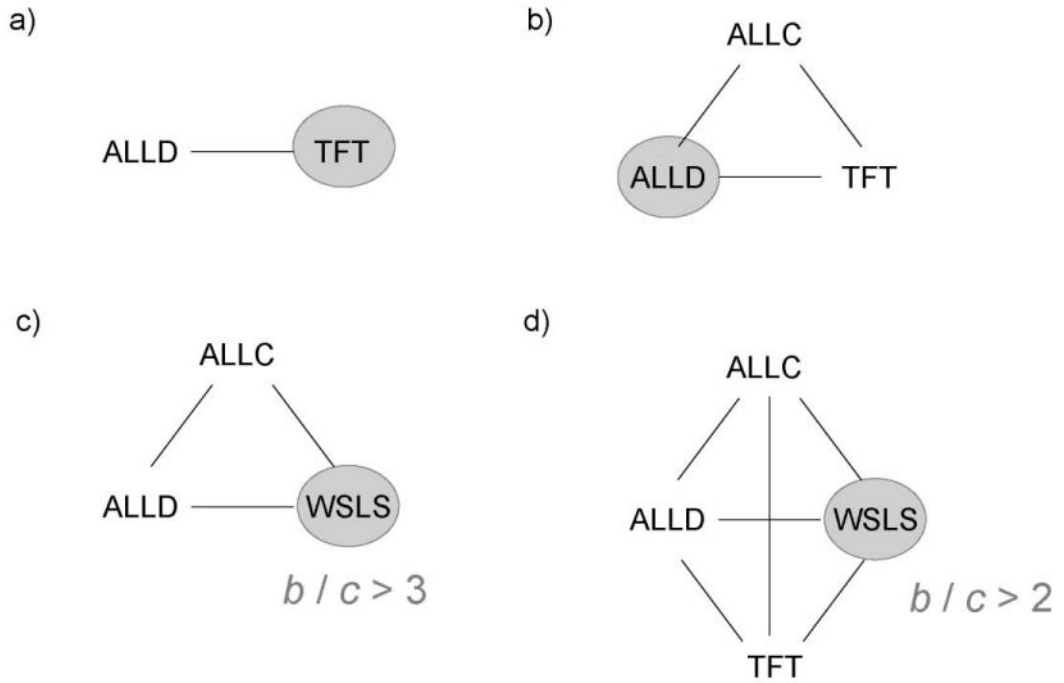 a)
ALLD
TFT
b)
ALLC
ALLD
TFT
c)
ALLC
ALLD
WSLS
b / c > 3
d)
ALLC
ALLD
WSLS
b / c > 2
TFT